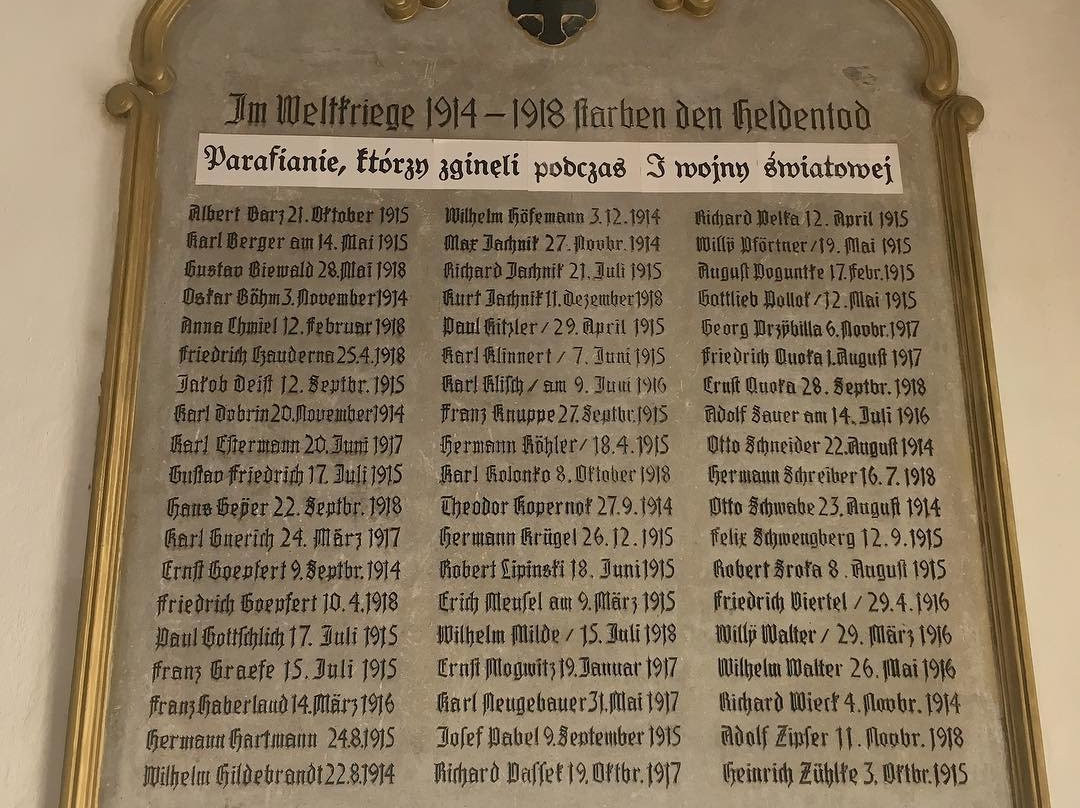 Im Weltkriege 1914 – 1918 starben den Heldentod
Parafianie, którzy zginęli podczas I wojny światowej
Albert Barz 21. Oktober 1915
Karl Berger am 14. Mai 1915
Gustav Biewald 28. Mai 1918
Oskar Böhm 3. November 1914
Anna Chmiel 12. Februar 1918
Friedrich Czauderna 25.4.1918
Jakob Deist 12. Septbr. 1915
Karl Dobrin 20. November 1914
Karl Estermann 20. Juni 1917
Gustav Friedrich 17. Juli 1915
Hans Geÿer 22. Septbr. 1918
Karl Guerich 24. März 1917
Ernst Goepfert 9. Septbr. 1914
Friedrich Goepfert 10.4.1918
Paul Gottschlich 17. Juli 1915
Franz Graefe 15. Juli 1915
Franz Haberland 14. März 1916
Hermann Hartmann 24.8.1915
Wilhelm Hildebrandt 22.8.1914
Wilhelm Höfemann 3.12.1914
Max Jachnik 27. Novbr. 1914
Richard Jachnik 21. Juli 1915
Kurt Jachnik 11. Dezember 1918
Paul Kitzler / 29. April 1915
Karl Klinnert / 7. Juni 1915
Karl Klisch / am 9. Juni 1916
Franz Knuppe 27. Septbr. 1915
Hermann Köhler / 18.4.1915
Karl Kolonko 8. Oktober 1918
Theodor Kopernok 27.9.1914
Hermann Krügel 26.12.1915
Robert Lipinski 18. Juni 1915
Erich Meusel am 9. März 1915
Wilhelm Milde / 15. Juli 1918
Ernst Mogwitz 19. Januar 1917
Karl Neugebauer 31. Mai 1917
Josef Pabel 9. September 1915
Richard Passek 19. Oktbr. 1917
Richard Pelka 12. April 1915
Willÿ Pförtner / 19. Mai 1915
August Poguntke 17. Febr. 1915
Gottlieb Pollok / 12. Mai 1915
Georg Przÿbilla 6. Novbr. 1917
Friedrich Quoka 1. August 1917
Ernst Quoka 28. Septbr. 1918
Adolf Sauer am 14. Juli 1916
Otto Schneider 22. August 1914
Hermann Schreiber 16.7.1918
Otto Schwabe 23. August 1914
Felix Schwengberg 12.9.1915
Robert Sroka 8. August 1915
Friedrich Viertel / 29.4.1916
Willÿ Walter / 29. März 1916
Wilhelm Walter 26. Mai 1916
Richard Wieck 4. Novbr. 1914
Adolf Zipser 11. Novbr. 1918
Heinrich Zühlke 3. Oktbr. 1915